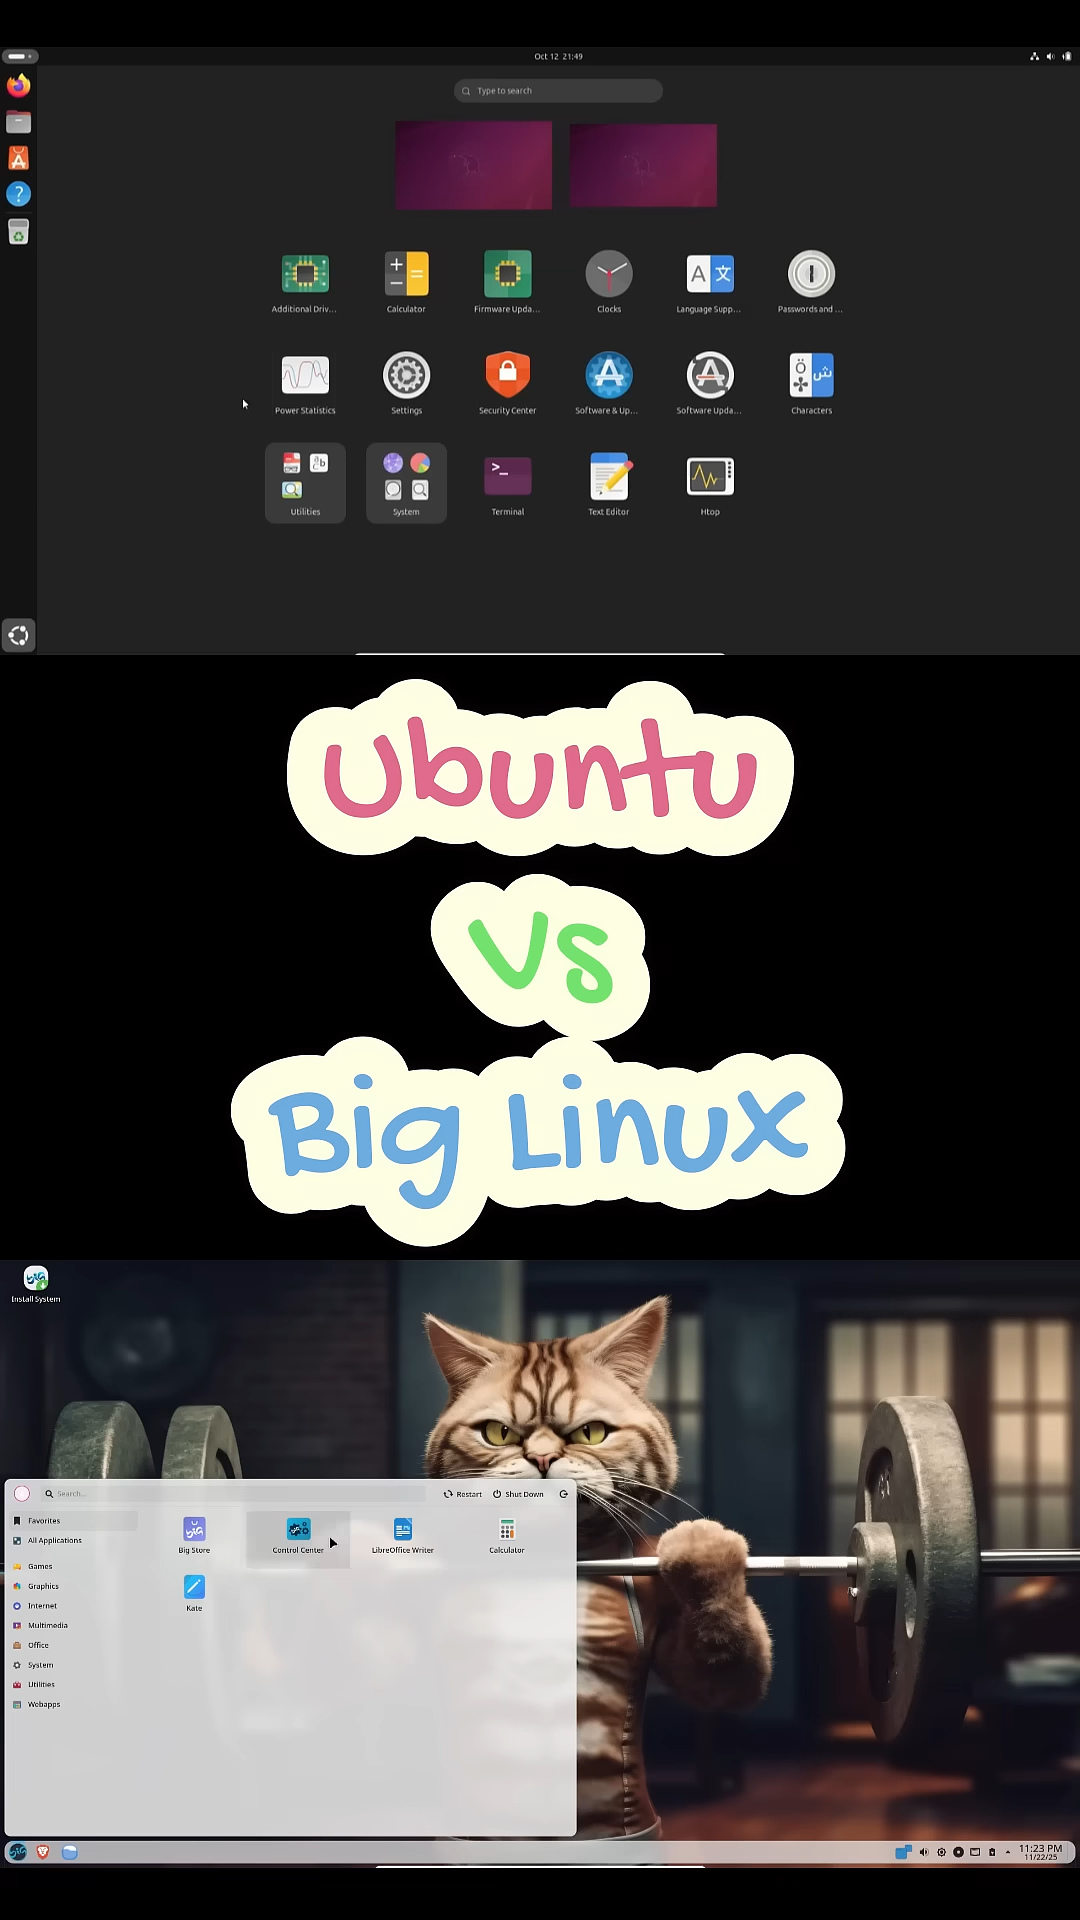 Oct 12 21:49
Type to search
Additional Driv...
Calculator
Firmware Upda...
Clocks
Language Supp...
Passwords and ...
Power Statistics
Settings
Security Center
Software & Up...
Software Upda...
Characters
Utilities
System
Terminal
Text Editor
Htop
Ubuntu
Vs
Big Linux
Install System
Search...
Restart
Shut Down
Favorites
All Applications
Games
Graphics
Internet
Multimedia
Office
System
Utilities
Webapps
Big Store
Control Center
LibreOffice Writer
Calculator
Kate
11:23 PM
11/22/25